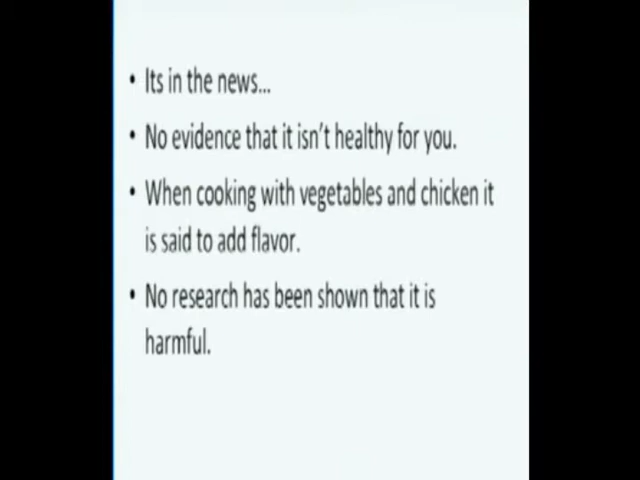 • Its in the news...
• No evidence that it isn't healthy for you.
• When cooking with vegetables and chicken it
is said to add flavor.
• No research has been shown that it is
harmful.